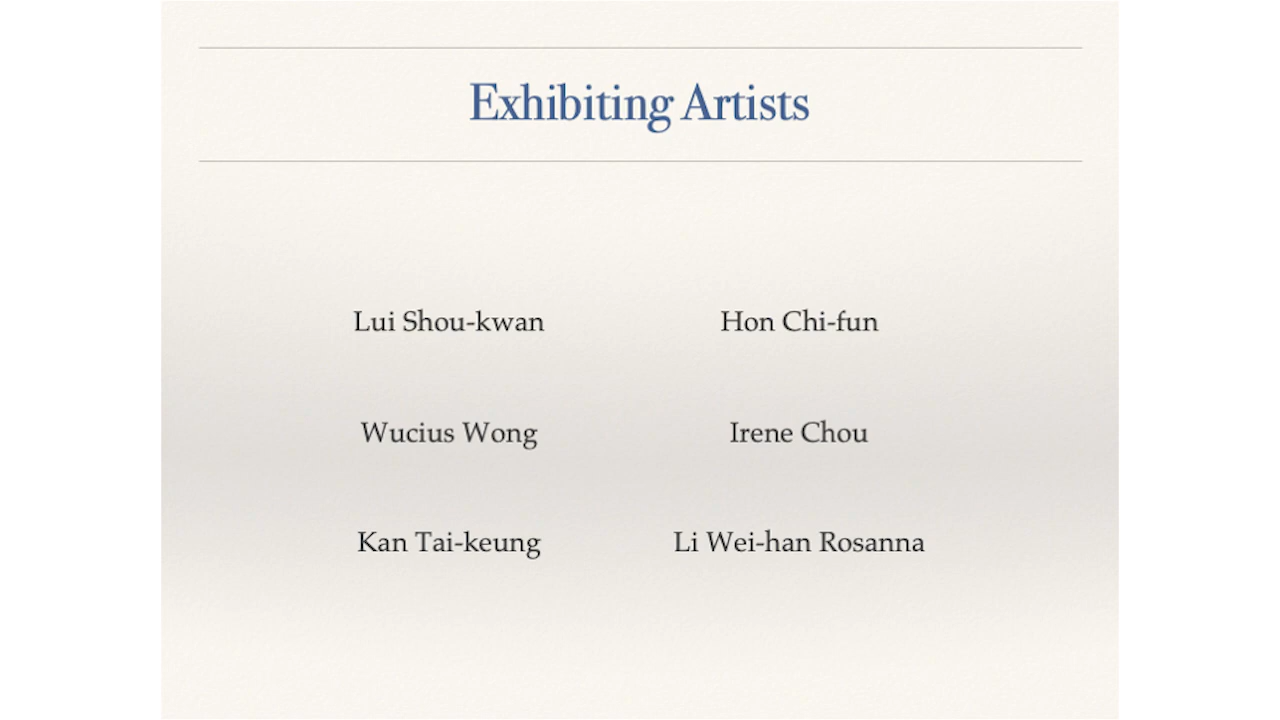 Exhibiting Artists
Lui Shou-kwan
Hon Chi-fun
Wucius Wong
Irene Chou
Kan Tai-keung
Li Wei-han Rosanna